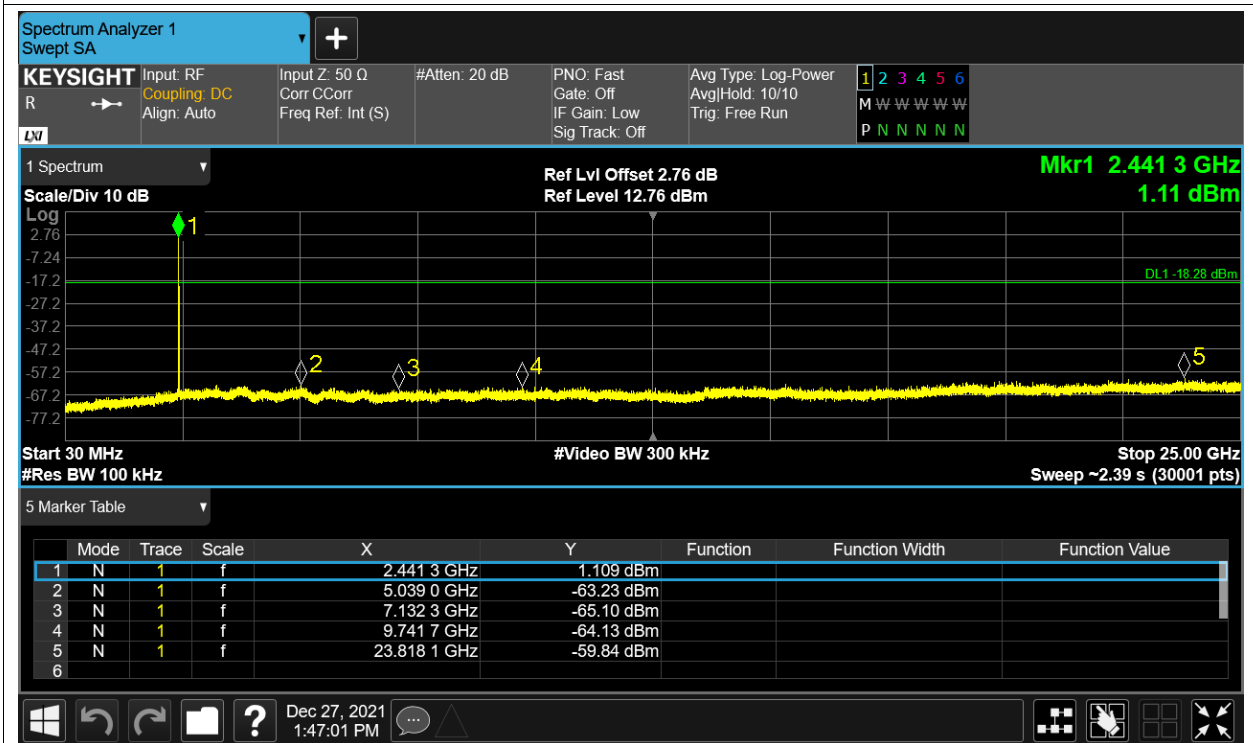 Spectrum Analyzer 1
Swept SA
KEYSIGHT
R
LXI
Input: RF
Coupling: DC
Align: Auto
Input Z: 50 Ω
Corr CCorr
Freq Ref: Int (S)
#Atten: 20 dB
PNO: Fast
Gate: Off
IF Gain: Low
Sig Track: Off
Avg Type: Log-Power
Avg|Hold: 10/10
Trig: Free Run
1 2 3 4 5 6
M W W W W W
P N N N N N
1 Spectrum
Scale/Div 10 dB
Ref Lvl Offset 2.76 dB
Ref Level 12.76 dBm
Mkr1 2.441 3 GHz
1.11 dBm
Log
2.76
-7.24
-17.2
-27.2
-37.2
-47.2
-57.2
-67.2
-77.2
1
DL1 -18.28 dBm
2
3
4
5
Start 30 MHz
#Res BW 100 kHz
#Video BW 300 kHz
Stop 25.00 GHz
Sweep ~2.39 s (30001 pts)
5 Marker Table
Mode Trace Scale X Y Function Function Width Function Value
1 N 1 f 2.441 3 GHz 1.109 dBm
2 N 1 f 5.039 0 GHz -63.23 dBm
3 N 1 f 7.132 3 GHz -65.10 dBm
4 N 1 f 9.741 7 GHz -64.13 dBm
5 N 1 f 23.818 1 GHz -59.84 dBm
6
?
Dec 27, 2021
1:47:01 PM